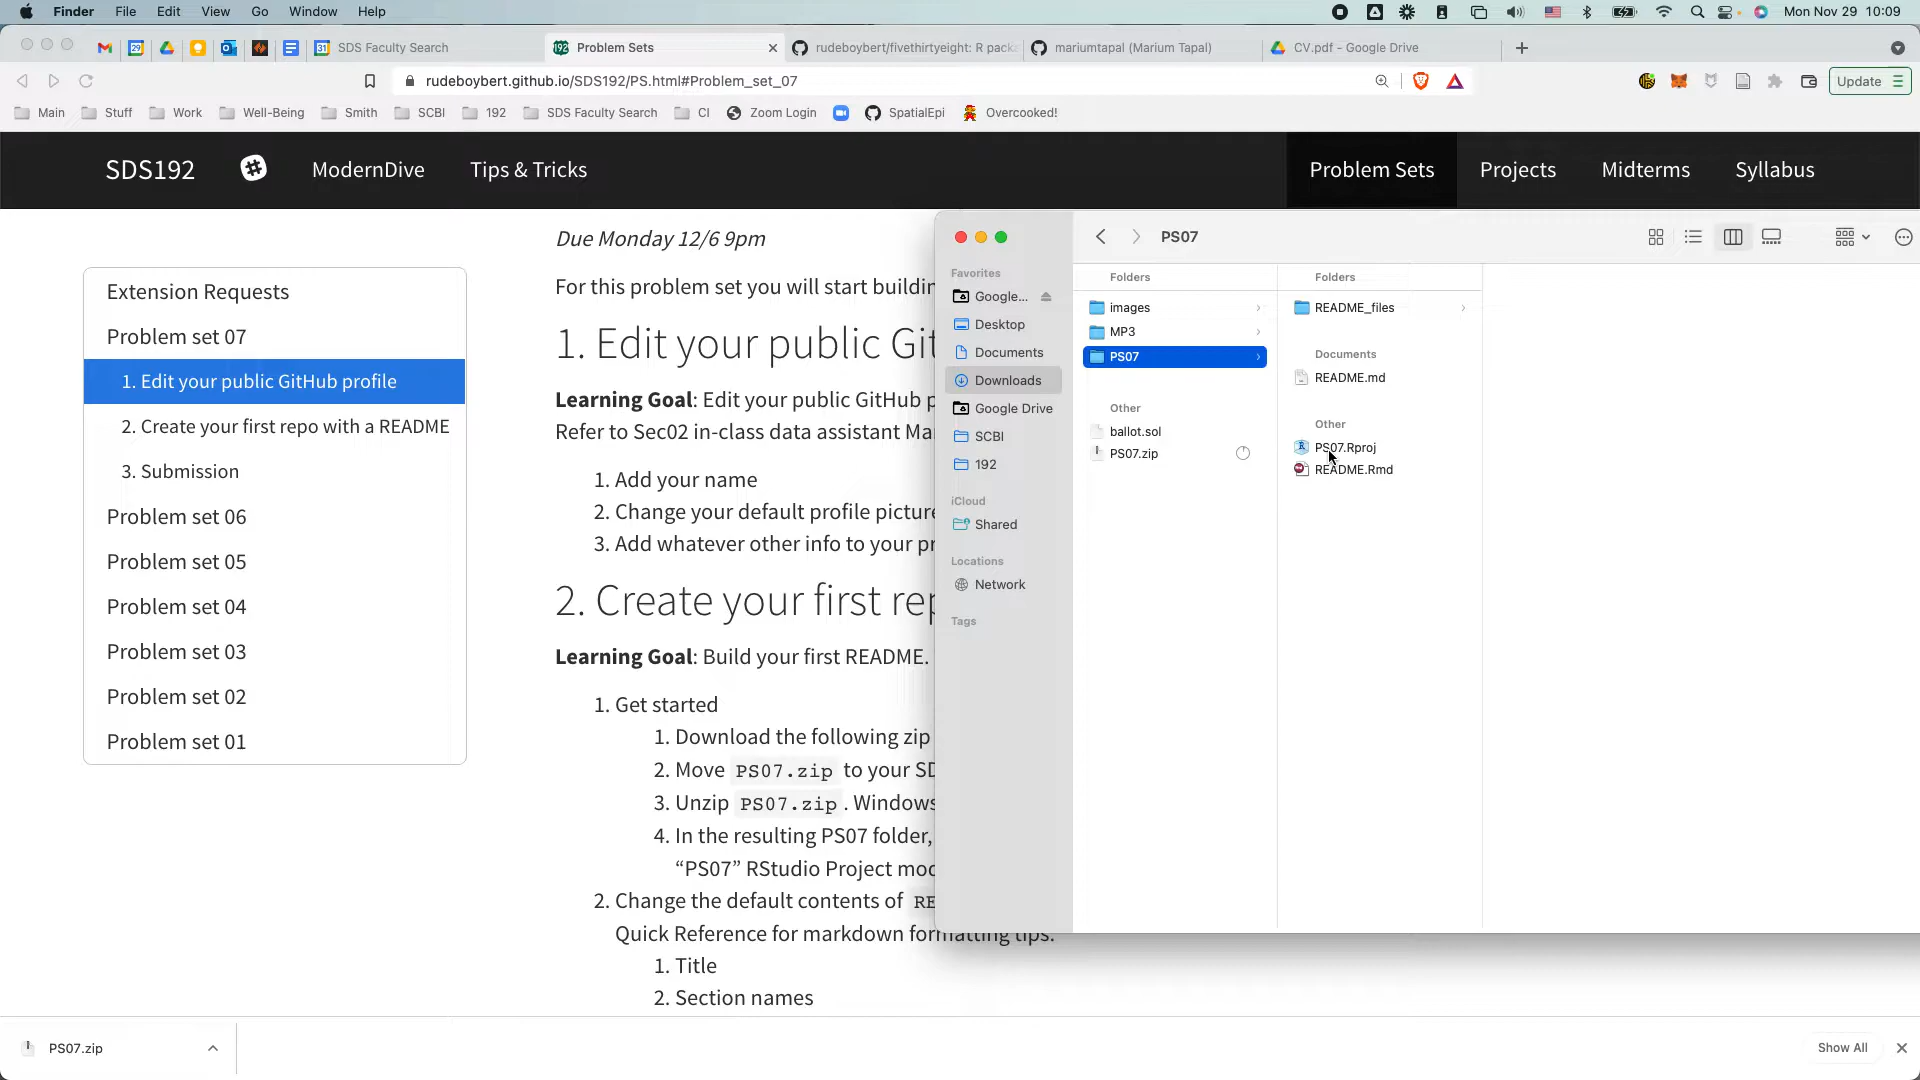 Finder File Edit View Go Window Help
Mon Nov 29 10:09
31 SDS Faculty Search
192 Problem Sets
rudeboybert/fivethirtyeight: R packa
mariumtapal (Marium Tapal)
CV.pdf - Google Drive
rudeboybert.github.io/SDS192/PS.html#Problem_set_07
Update
Main Stuff Work Well-Being Smith SCBI 192 SDS Faculty Search CI Zoom Login SpatialEpi Overcooked!
SDS192 ModernDive Tips & Tricks Problem Sets Projects Midterms Syllabus
Extension Requests
Problem set 07
1. Edit your public GitHub profile
2. Create your first repo with a README
3. Submission
Problem set 06
Problem set 05
Problem set 04
Problem set 03
Problem set 02
Problem set 01
Due Monday 12/6 9pm
For this problem set you will start buildin
1. Edit your public Git
Learning Goal: Edit your public GitHub p
Refer to Sec02 in-class data assistant Ma
1. Add your name
2. Change your default profile picture
3. Add whatever other info to your pr
2. Create your first rep
Learning Goal: Build your first README.
1. Get started
1. Download the following zip
2. Move PS07.zip to your SD
3. Unzip PS07.zip. Windows
4. In the resulting PS07 folder,
“PS07” RStudio Project mod
2. Change the default contents of RE
Quick Reference for markdown formatting tips:
1. Title
2. Section names
PS07
Favorites
Google...
Desktop
Documents
Downloads
Google Drive
SCBI
192
iCloud
Shared
Locations
Network
Tags
Folders
images
MP3
PS07
Other
ballot.sol
PS07.zip
Folders
README_files
Documents
README.md
Other
PS07.Rproj
README.Rmd
PS07.zip
Show All